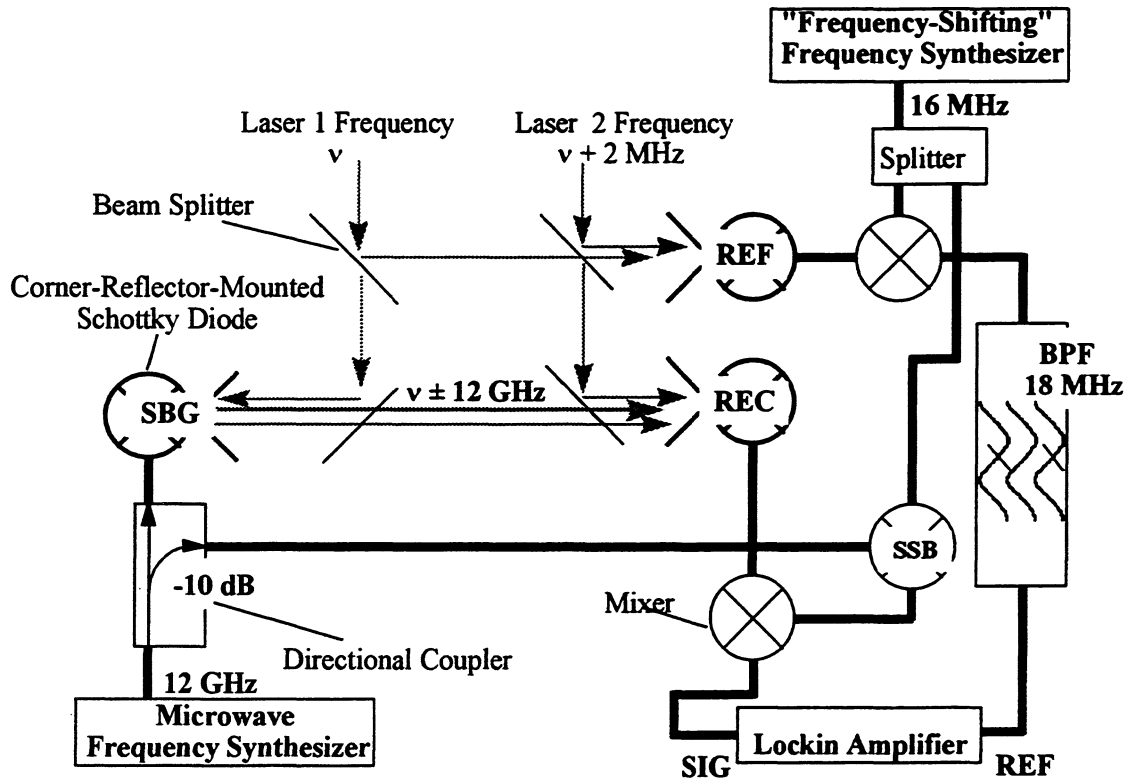 "Frequency-Shifting"
Frequency Synthesizer
16 MHz
Laser 1 Frequency
ν
Laser 2 Frequency
ν + 2 MHz
Splitter
Beam Splitter
REF
Corner-Reflector-Mounted
Schottky Diode
BPF
18 MHz
ν ± 12 GHz
SBG
REC
SSB
-10 dB
Mixer
Directional Coupler
12 GHz
Microwave
Frequency Synthesizer
Lockin Amplifier
SIG
REF